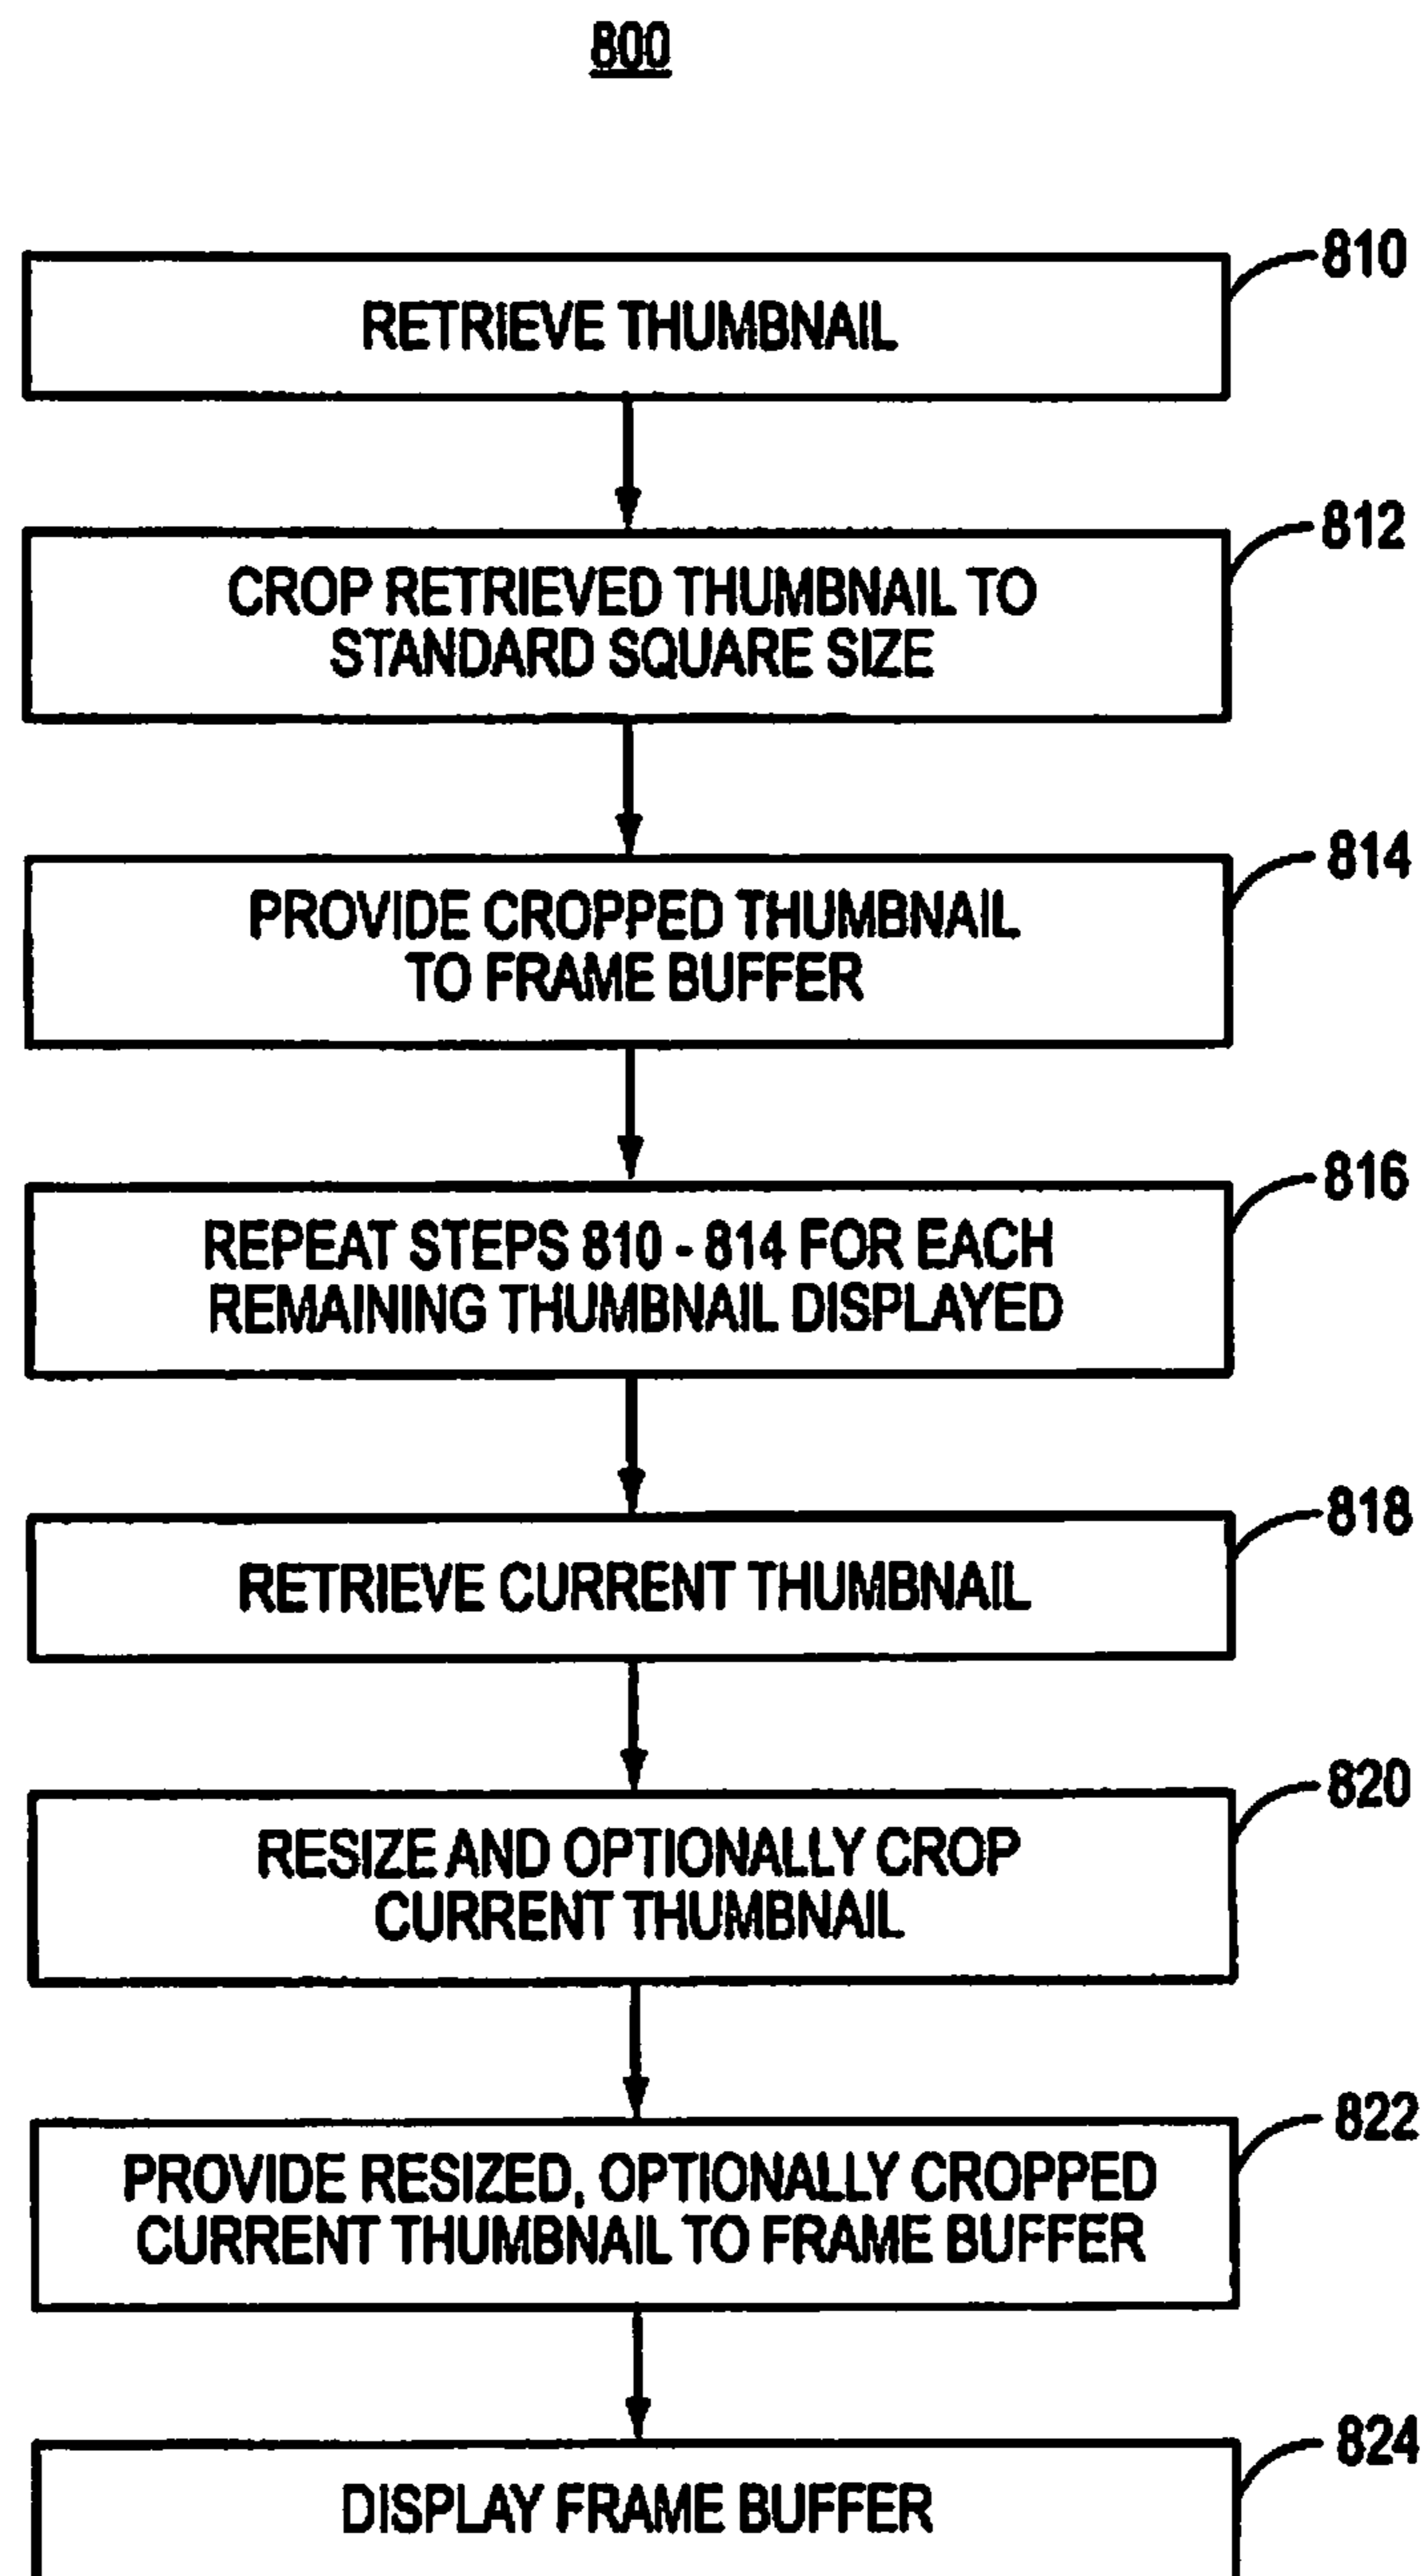 800
810
RETRIEVE THUMBNAIL
812
CROP RETRIEVED THUMBNAIL TO
STANDARD SQUARE SIZE
814
PROVIDE CROPPED THUMBNAIL
TO FRAME BUFFER
816
REPEAT STEPS 810 - 814 FOR EACH
REMAINING THUMBNAIL DISPLAYED
818
RETRIEVE CURRENT THUMBNAIL
820
RESIZE AND OPTIONALLY CROP
CURRENT THUMBNAIL
822
PROVIDE RESIZED, OPTIONALLY CROPPED
CURRENT THUMBNAIL TO FRAME BUFFER
824
DISPLAY FRAME BUFFER